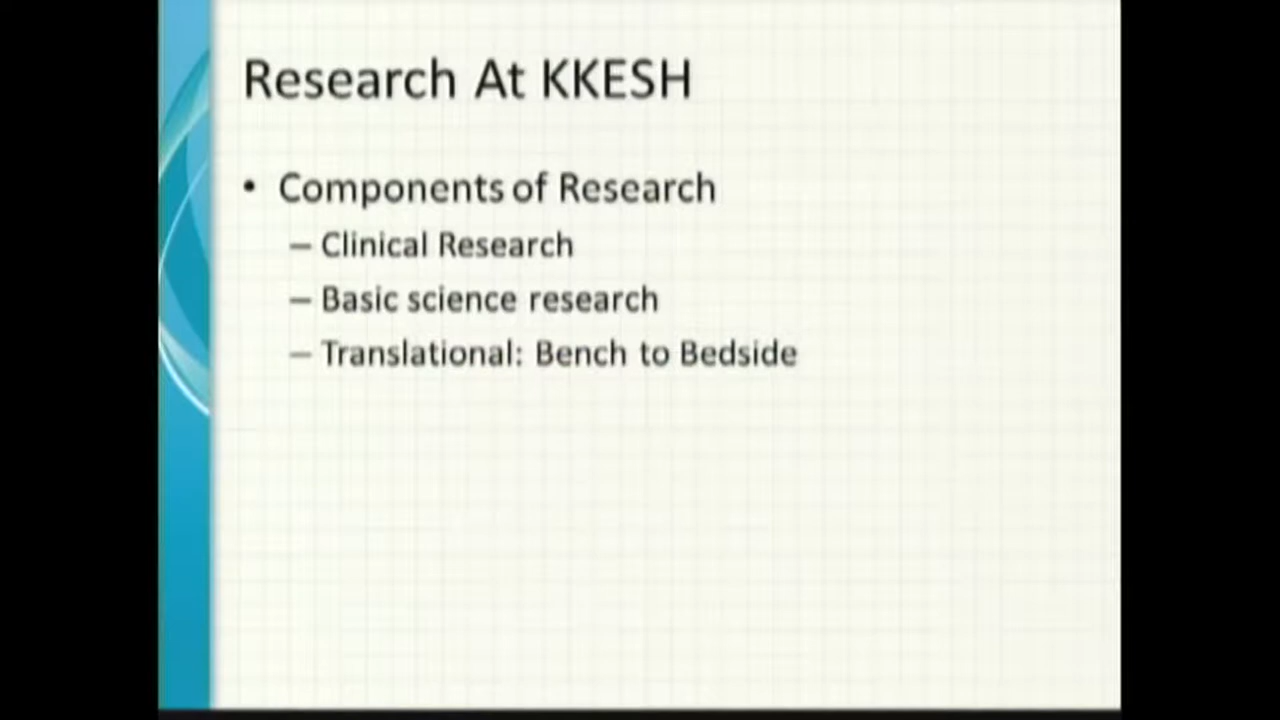 Research At KKESH
• Components of Research
– Clinical Research
– Basic science research
– Translational: Bench to Bedside